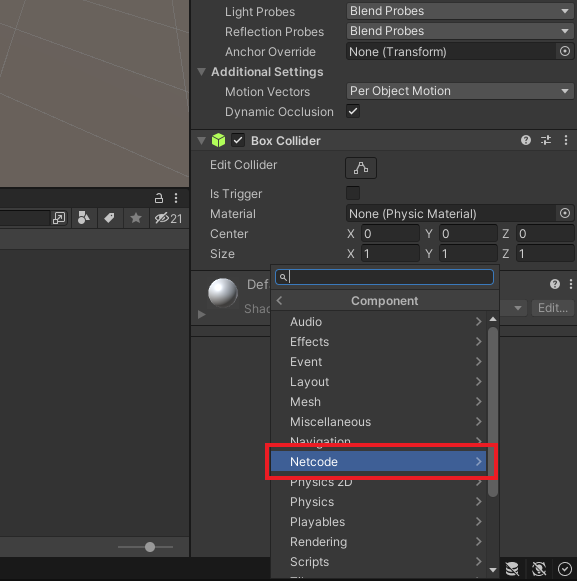 Light Probes Blend Probes
Reflection Probes Blend Probes
Anchor Override None (Transform)
Additional Settings
Motion Vectors Per Object Motion
Dynamic Occlusion
Box Collider
Edit Collider
Is Trigger
Material None (Physic Material)
Center X 0 Y 0 Z 0
Size X 1 Y 1 Z 1
21
Def
Component
Edit...
Audio
Effects
Event
Layout
Mesh
Miscellaneous
Navigation
Netcode
Physics 2D
Physics
Playables
Rendering
Scripts